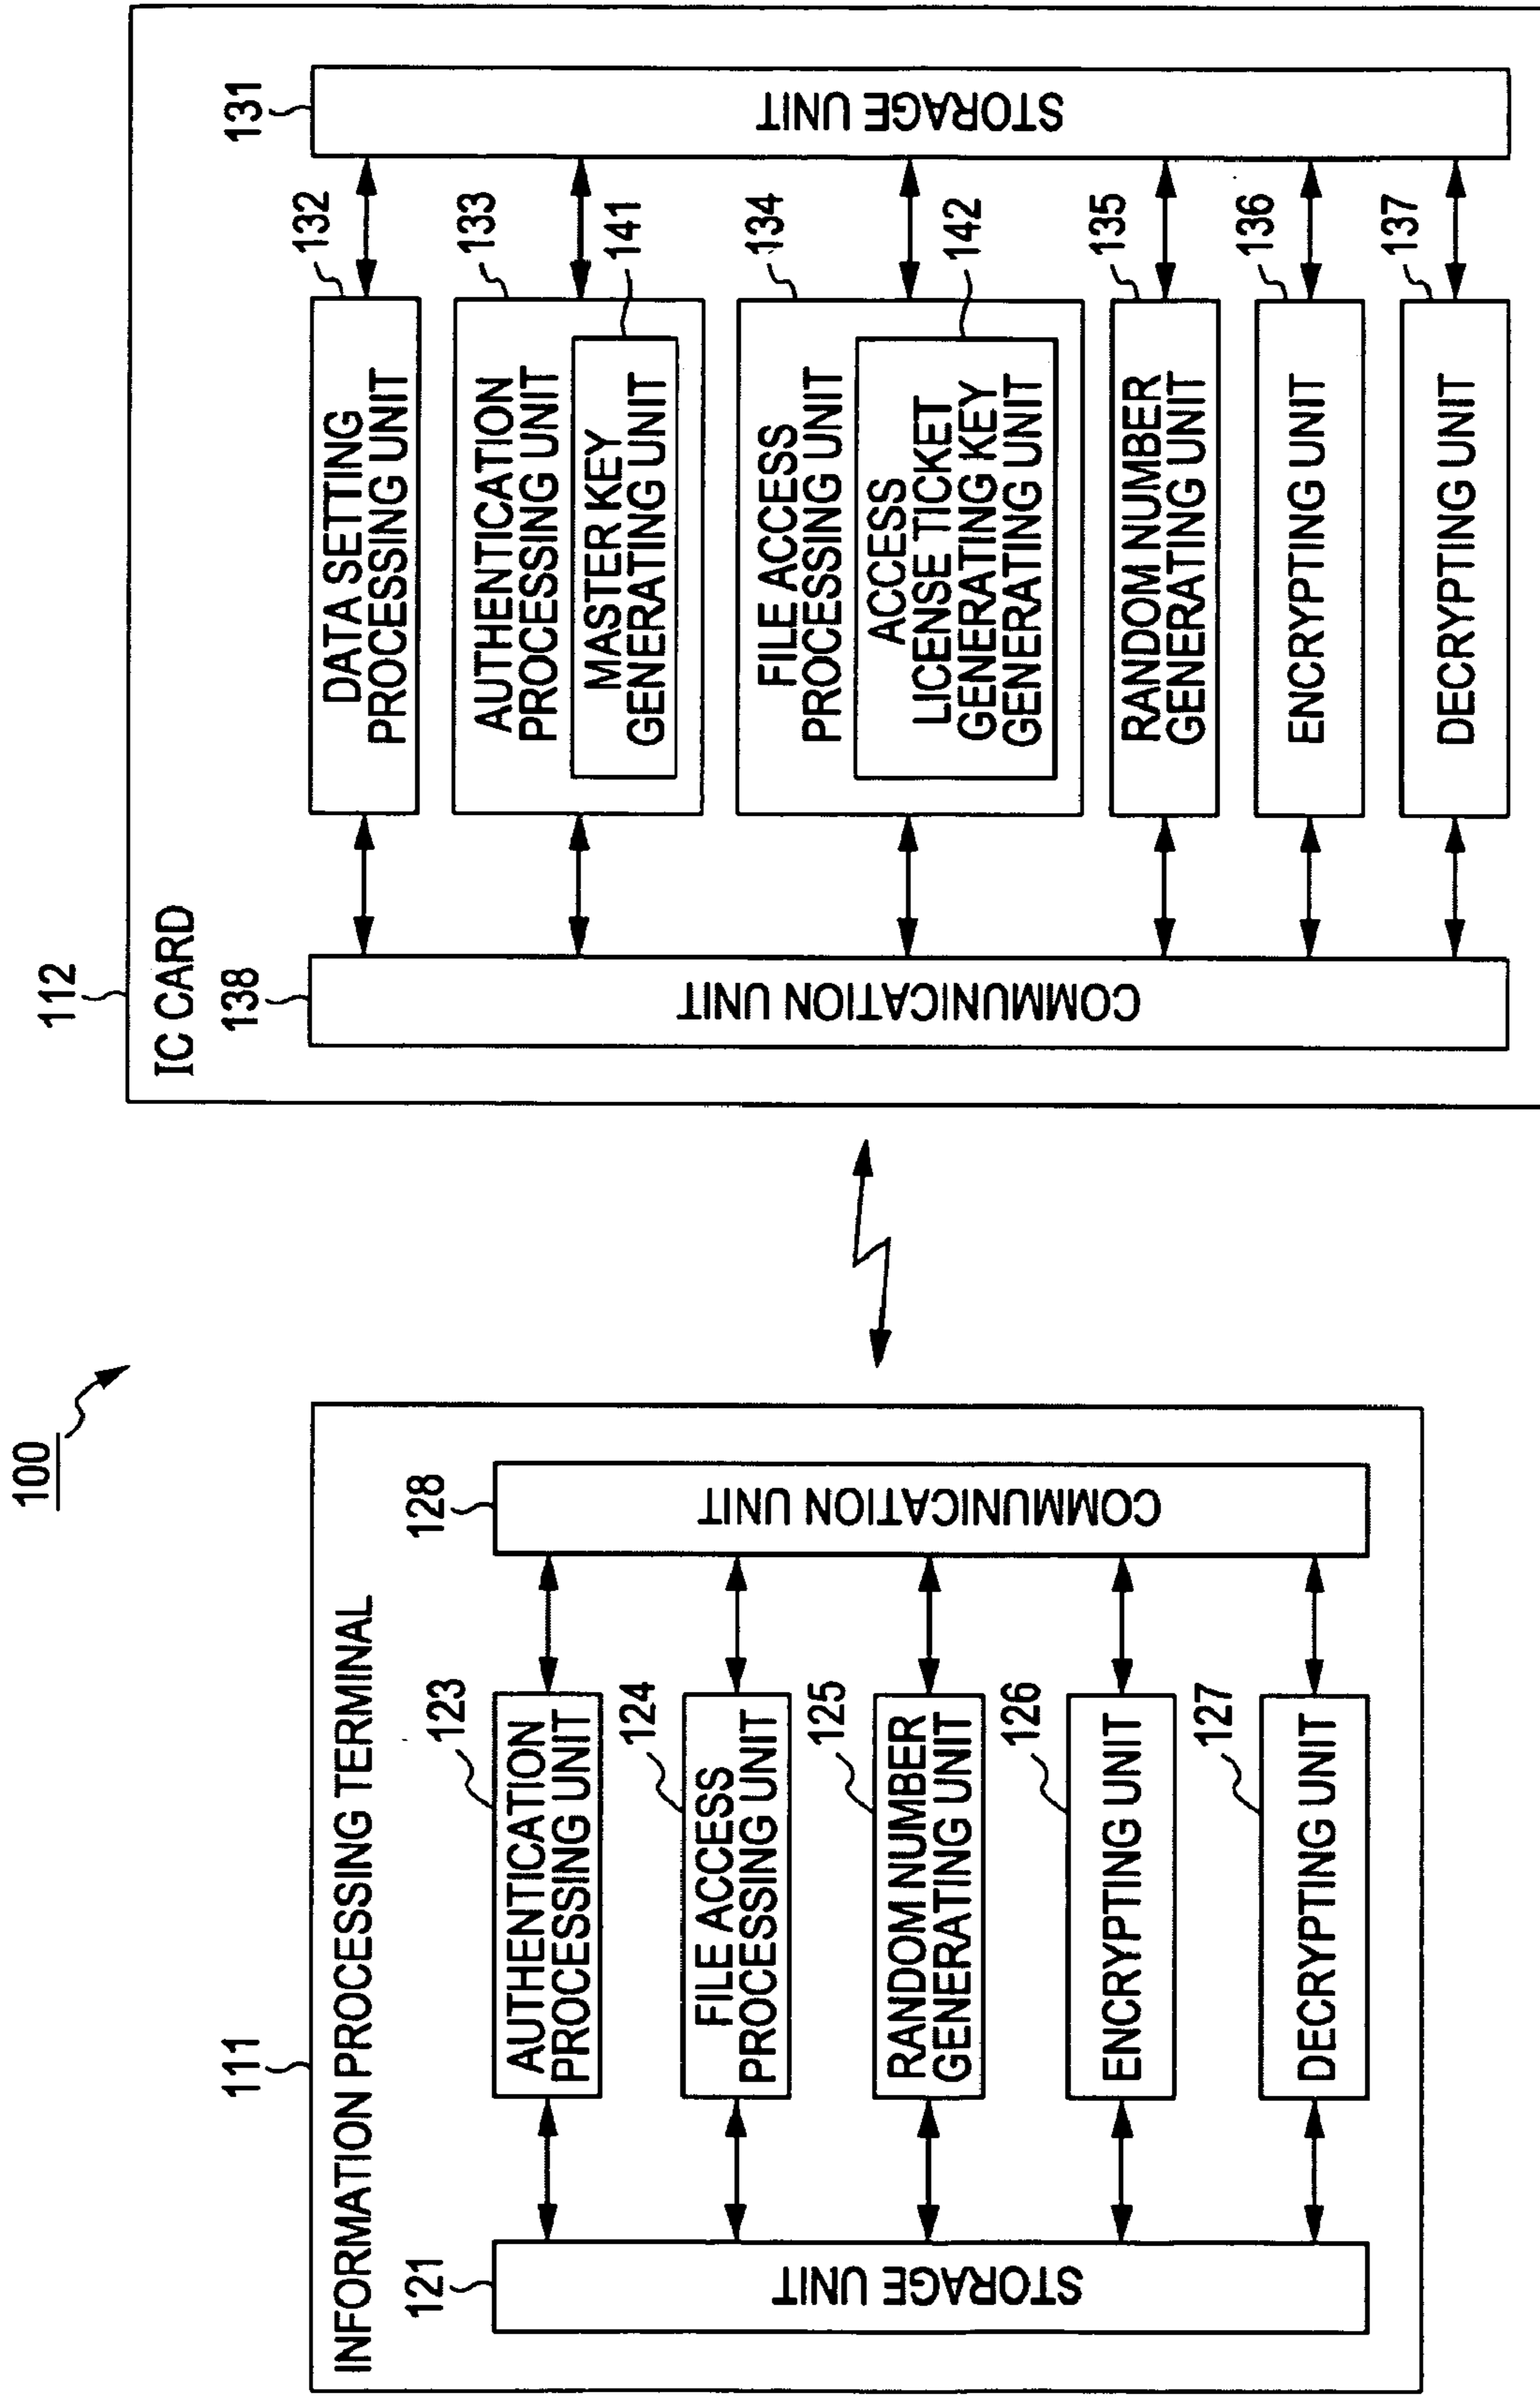 100
111
INFORMATION PROCESSING TERMINAL
121
STORAGE UNIT
123
AUTHENTICATION
PROCESSING UNIT
124
FILE ACCESS
PROCESSING UNIT
125
RANDOM NUMBER
GENERATING UNIT
126
ENCRYPTING UNIT
127
DECRYPTING UNIT
128
COMMUNICATION UNIT
112
IC CARD
138
COMMUNICATION UNIT
132
DATA SETTING
PROCESSING UNIT
133
AUTHENTICATION
PROCESSING UNIT
141
MASTER KEY
GENERATING UNIT
134
FILE ACCESS
PROCESSING UNIT
142
ACCESS
LICENSE TICKET
GENERATING KEY
GENERATING UNIT
135
RANDOM NUMBER
GENERATING UNIT
136
ENCRYPTING UNIT
137
DECRYPTING UNIT
131
STORAGE UNIT